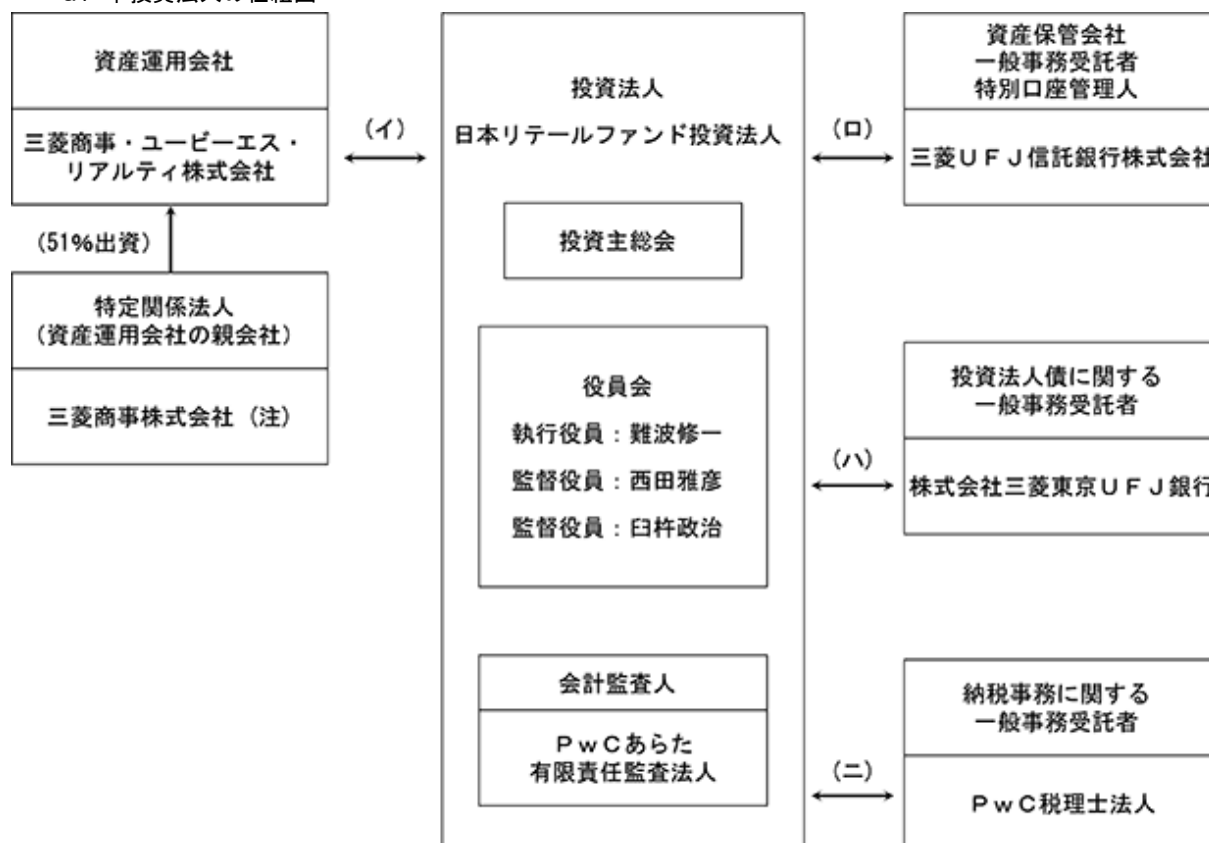 資産運用会社
三菱商事・ユービーエス・
リアルティ株式会社
(51%出資)
特定関係法人
(資産運用会社の親会社)
三菱商事株式会社（注）
(イ)
投資法人
日本リテールファンド投資法人
投資主総会
役員会
執行役員：難波修一
監督役員：西田雅彦
監督役員：臼杵政治
会計監査人
ＰｗＣあらた
有限責任監査法人
(ロ)
資産保管会社
一般事務受託者
特別口座管理人
三菱ＵＦＪ信託銀行株式会社
(ハ)
投資法人債に関する
一般事務受託者
株式会社三菱東京ＵＦＪ銀行
(ニ)
納税事務に関する
一般事務受託者
ＰｗＣ税理士法人